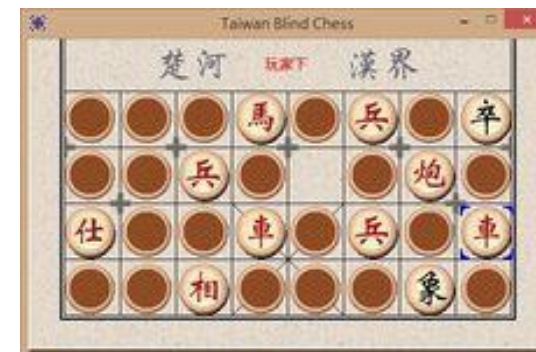 Taiwan Blind Chess
楚河 玩家下 漢界
馬 兵 卒
兵 炮
仕 車 兵 車
相 象